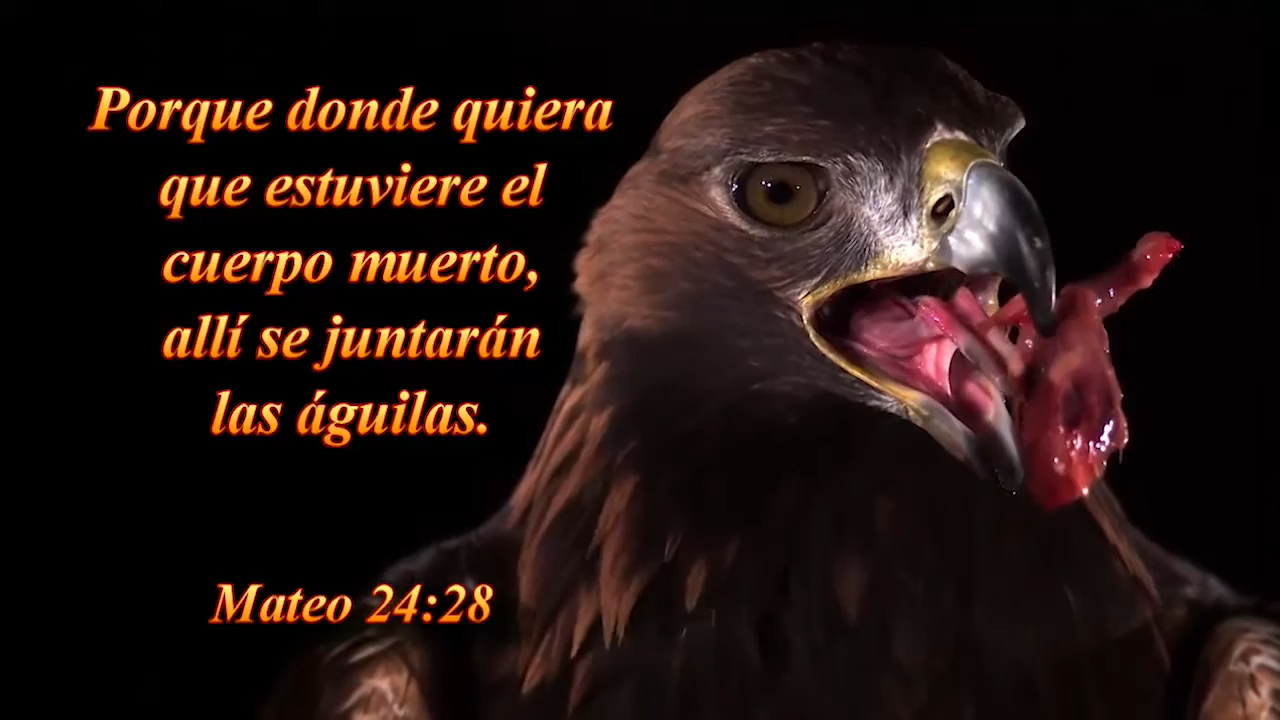 Porque donde quiera
que estuviere el
cuerpo muerto,
allí se juntarán
las águilas.
Mateo 24:28